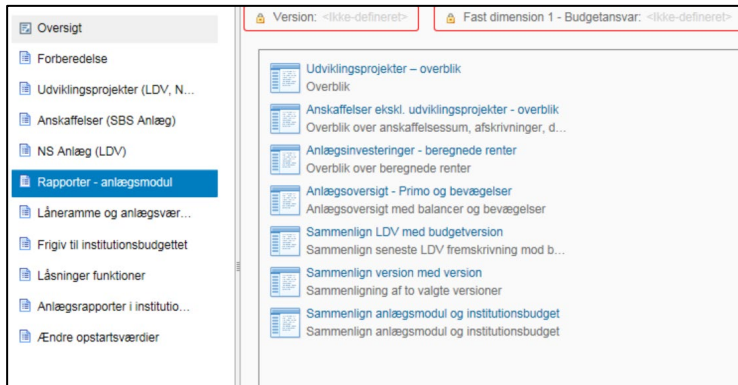 Version: <Ikke-defineret>
Fast dimension 1 - Budgetansvar: <Ikke-defineret>
Oversigt
Forberedelse
Udviklingsprojekter (LDV, N...
Anskaffelser (SBS Anlæg)
NS Anlæg (LDV)
Rapporter - anlægsmodul
Låneramme og anlægsvær...
Frigiv til institutionsbudgettet
Låsninger funktioner
Anlægsrapporter i institutio...
Ændre opstartsværdier
Udviklingsprojekter – overblik
Overblik
Anskaffelser ekskl. udviklingsprojekter - overblik
Overblik over anskaffelsessum, afskrivninger, d...
Anlægsinvesteringer - beregnede renter
Overblik over beregnede renter
Anlægsoversigt - Primo og bevægelser
Anlægsoversigt med balancer og bevægelser
Sammenlign LDV med budgetversion
Sammenlign seneste LDV fremskrivning mod b...
Sammenlign version med version
Sammenligning af to valgte versioner
Sammenlign anlægsmodul og institutionsbudget
Sammenlign anlægsmodul og institutionsbudget